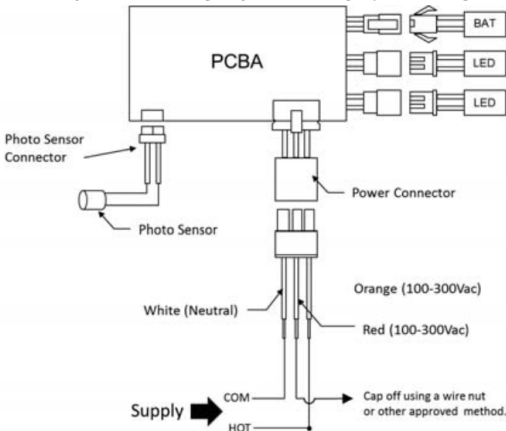 BAT
PCBA
LED
LED
Photo Sensor
Connector
Power Connector
Photo Sensor
Orange (100-300Vac)
White (Neutral)
Red (100-300Vac)
COM
Cap off using a wire nut
or other approved method.
Supply
HOT